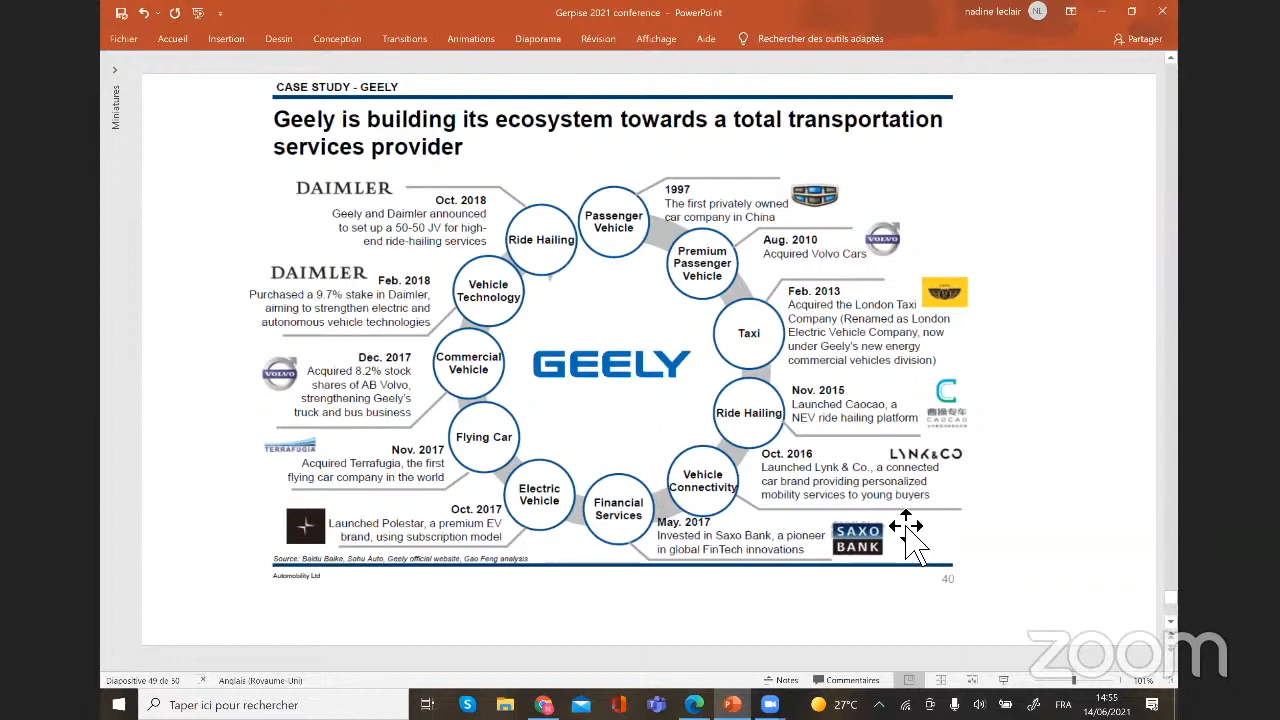 Gerpise 2021 conference - PowerPoint
nadine leclair
NL
Fichier
Accueil
Insertion
Dessin
Conception
Transitions
Animations
Diaporama
Révision
Affichage
Aide
Rechercher des outils adaptés
Partager
Miniatures
CASE STUDY - GEELY
Geely is building its ecosystem towards a total transportation
services provider
DAIMLER
Oct. 2018
Geely and Daimler announced
to set up a 50-50 JV for high-
end ride-hailing services
Ride Hailing
Passenger
Vehicle
1997
The first privately owned
car company in China
Premium
Passenger
Vehicle
Aug. 2010
Acquired Volvo Cars
VOLVO
DAIMLER
Feb. 2018
Purchased a 9.7% stake in Daimler,
aiming to strengthen electric and
autonomous vehicle technologies
Vehicle
Technology
Taxi
Feb. 2013
Acquired the London Taxi
Company (Renamed as London
Electric Vehicle Company, now
under Geely's new energy
commercial vehicles division)
GEELY
VOLVO
Dec. 2017
Acquired 8.2% stock
shares of AB Volvo,
strengthening Geely's
truck and bus business
Commercial
Vehicle
Ride Hailing
Nov. 2015
Launched Caocao, a
NEV ride hailing platform
曹操专车
CAOCAO
TERRAFUGIA
Nov. 2017
Acquired Terrafugia, the first
flying car company in the world
Flying Car
Vehicle
Connectivity
Oct. 2016
LYNK&CO
Launched Lynk & Co., a connected
car brand providing personalized
mobility services to young buyers
Oct. 2017
Launched Polestar, a premium EV
brand, using subscription model
Electric
Vehicle
Financial
Services
May. 2017
Invested in Saxo Bank, a pioneer
in global FinTech innovations
SAXO
BANK
Source: Baidu Baike, Sohu Auto, Geely official website, Gao Feng analysis
Automobility Ltd
40
zoom
Diapositive 49 de 50
Anglais (Royaume-Uni)
Notes
Commentaires
101%
Taper ici pour rechercher
27°C
FRA
14:55
14/06/2021